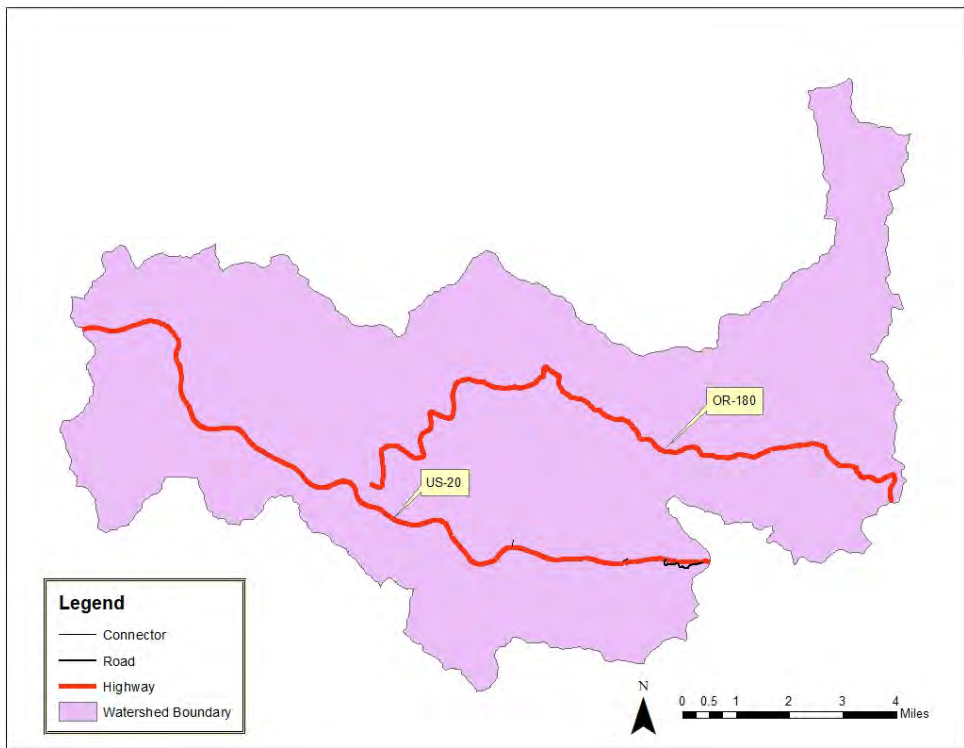 OR-180
US-20
Legend
Connector
Road
Highway
Watershed Boundary
N
0 0.5 1 2 3 4
Miles